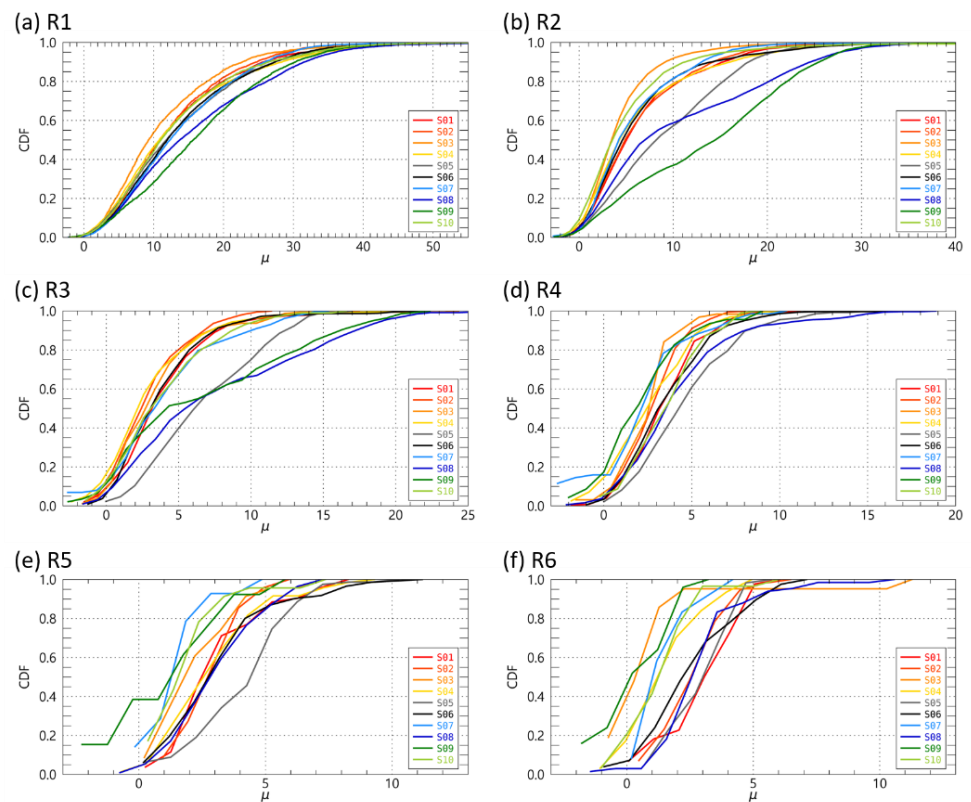 (a) R1
1.0
0.8
0.6
0.4
0.2
0.0
CDF
0 10 20 30 40 50
μ
S01
S02
S03
S04
S05
S06
S07
S08
S09
S10
(b) R2
1.0
0.8
0.6
0.4
0.2
0.0
CDF
0 10 20 30 40
μ
S01
S02
S03
S04
S05
S06
S07
S08
S09
S10
(c) R3
1.0
0.8
0.6
0.4
0.2
0.0
CDF
0 5 10 15 20 25
μ
S01
S02
S03
S04
S05
S06
S07
S08
S09
S10
(d) R4
1.0
0.8
0.6
0.4
0.2
0.0
CDF
0 5 10 15 20
μ
S01
S02
S03
S04
S05
S06
S07
S08
S09
S10
(e) R5
1.0
0.8
0.6
0.4
0.2
0.0
CDF
0 5 10
μ
S01
S02
S03
S04
S05
S06
S07
S08
S09
S10
(f) R6
1.0
0.8
0.6
0.4
0.2
0.0
CDF
0 5 10
μ
S01
S02
S03
S04
S05
S06
S07
S08
S09
S10